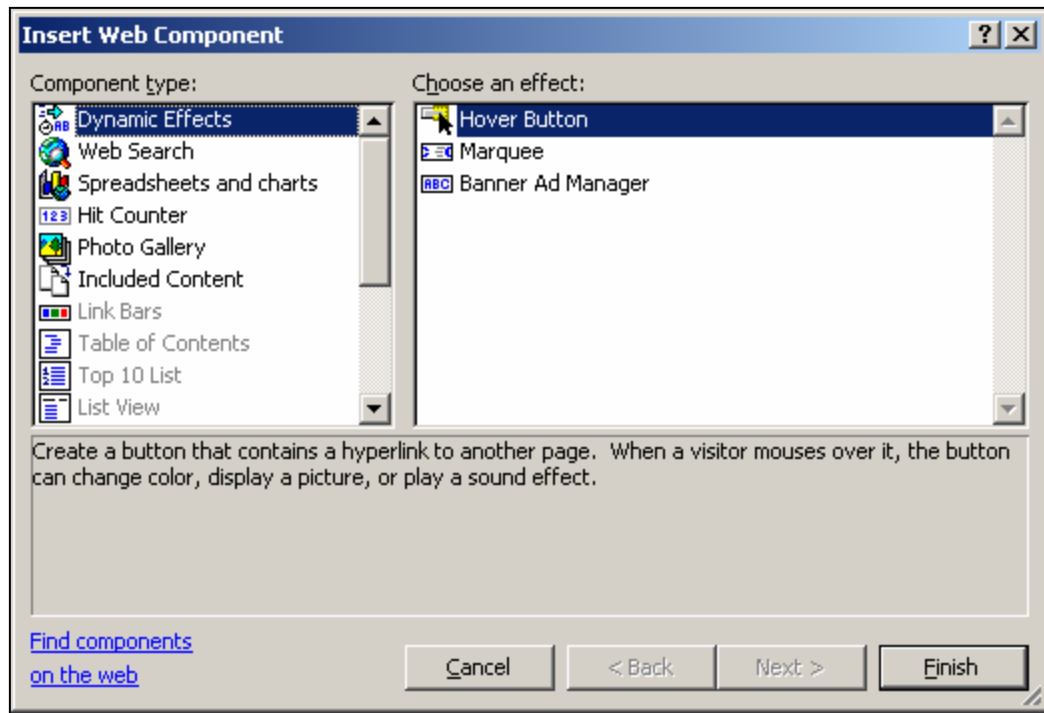 Insert Web Component
Component type:
Dynamic Effects
Web Search
Spreadsheets and charts
Hit Counter
Photo Gallery
Included Content
Link Bars
Table of Contents
Top 10 List
List View
Choose an effect:
Hover Button
Marquee
Banner Ad Manager
Create a button that contains a hyperlink to another page.  When a visitor mouses over it, the button
can change color, display a picture, or play a sound effect.
Find components
on the web
Cancel
< Back
Next >
Finish